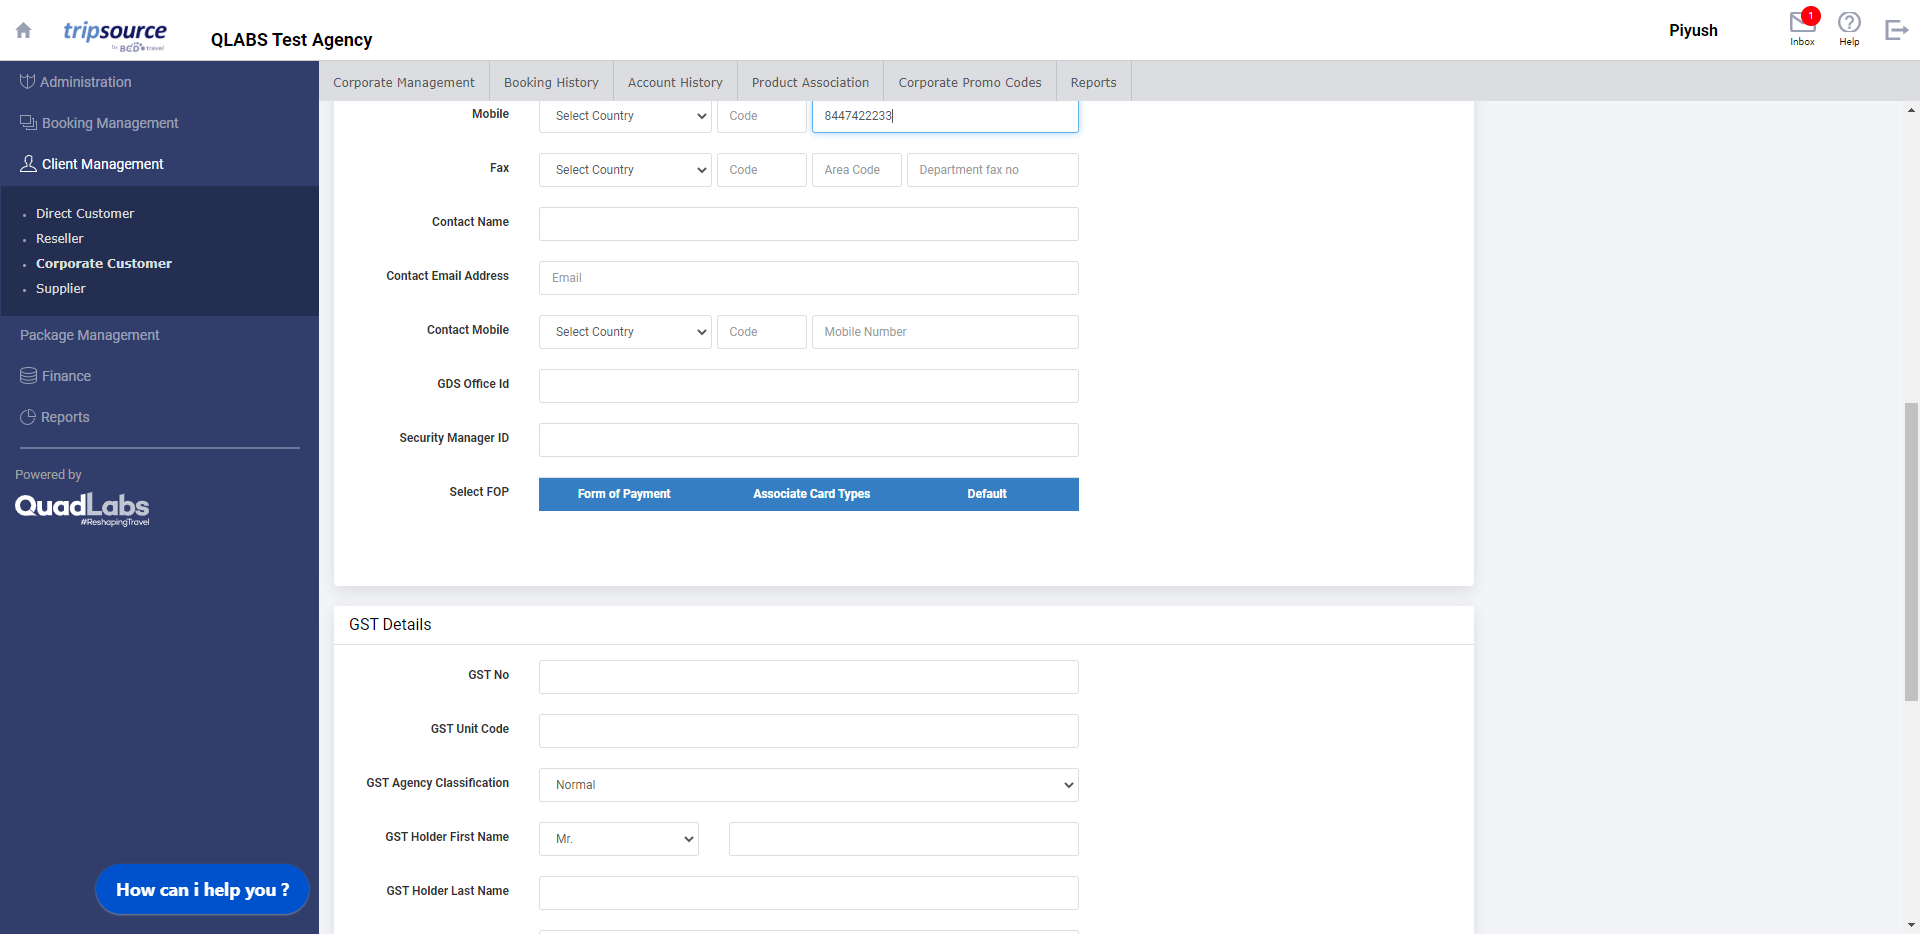 tripsource
by BCD travel
QLABS Test Agency
Piyush
1
Inbox
Help
Administration
Booking Management
Client Management
Direct Customer
Reseller
Corporate Customer
Supplier
Package Management
Finance
Reports
Powered by
QuadLabs
#ReshapingTravel
How can i help you ?
Corporate Management
Booking History
Account History
Product Association
Corporate Promo Codes
Reports
Mobile
Select Country
Code
8447422233
Fax
Select Country
Code
Area Code
Department fax no
Contact Name
Contact Email Address
Email
Contact Mobile
Select Country
Code
Mobile Number
GDS Office Id
Security Manager ID
Select FOP
Form of Payment
Associate Card Types
Default
GST Details
GST No
GST Unit Code
GST Agency Classification
Normal
GST Holder First Name
Mr.
GST Holder Last Name